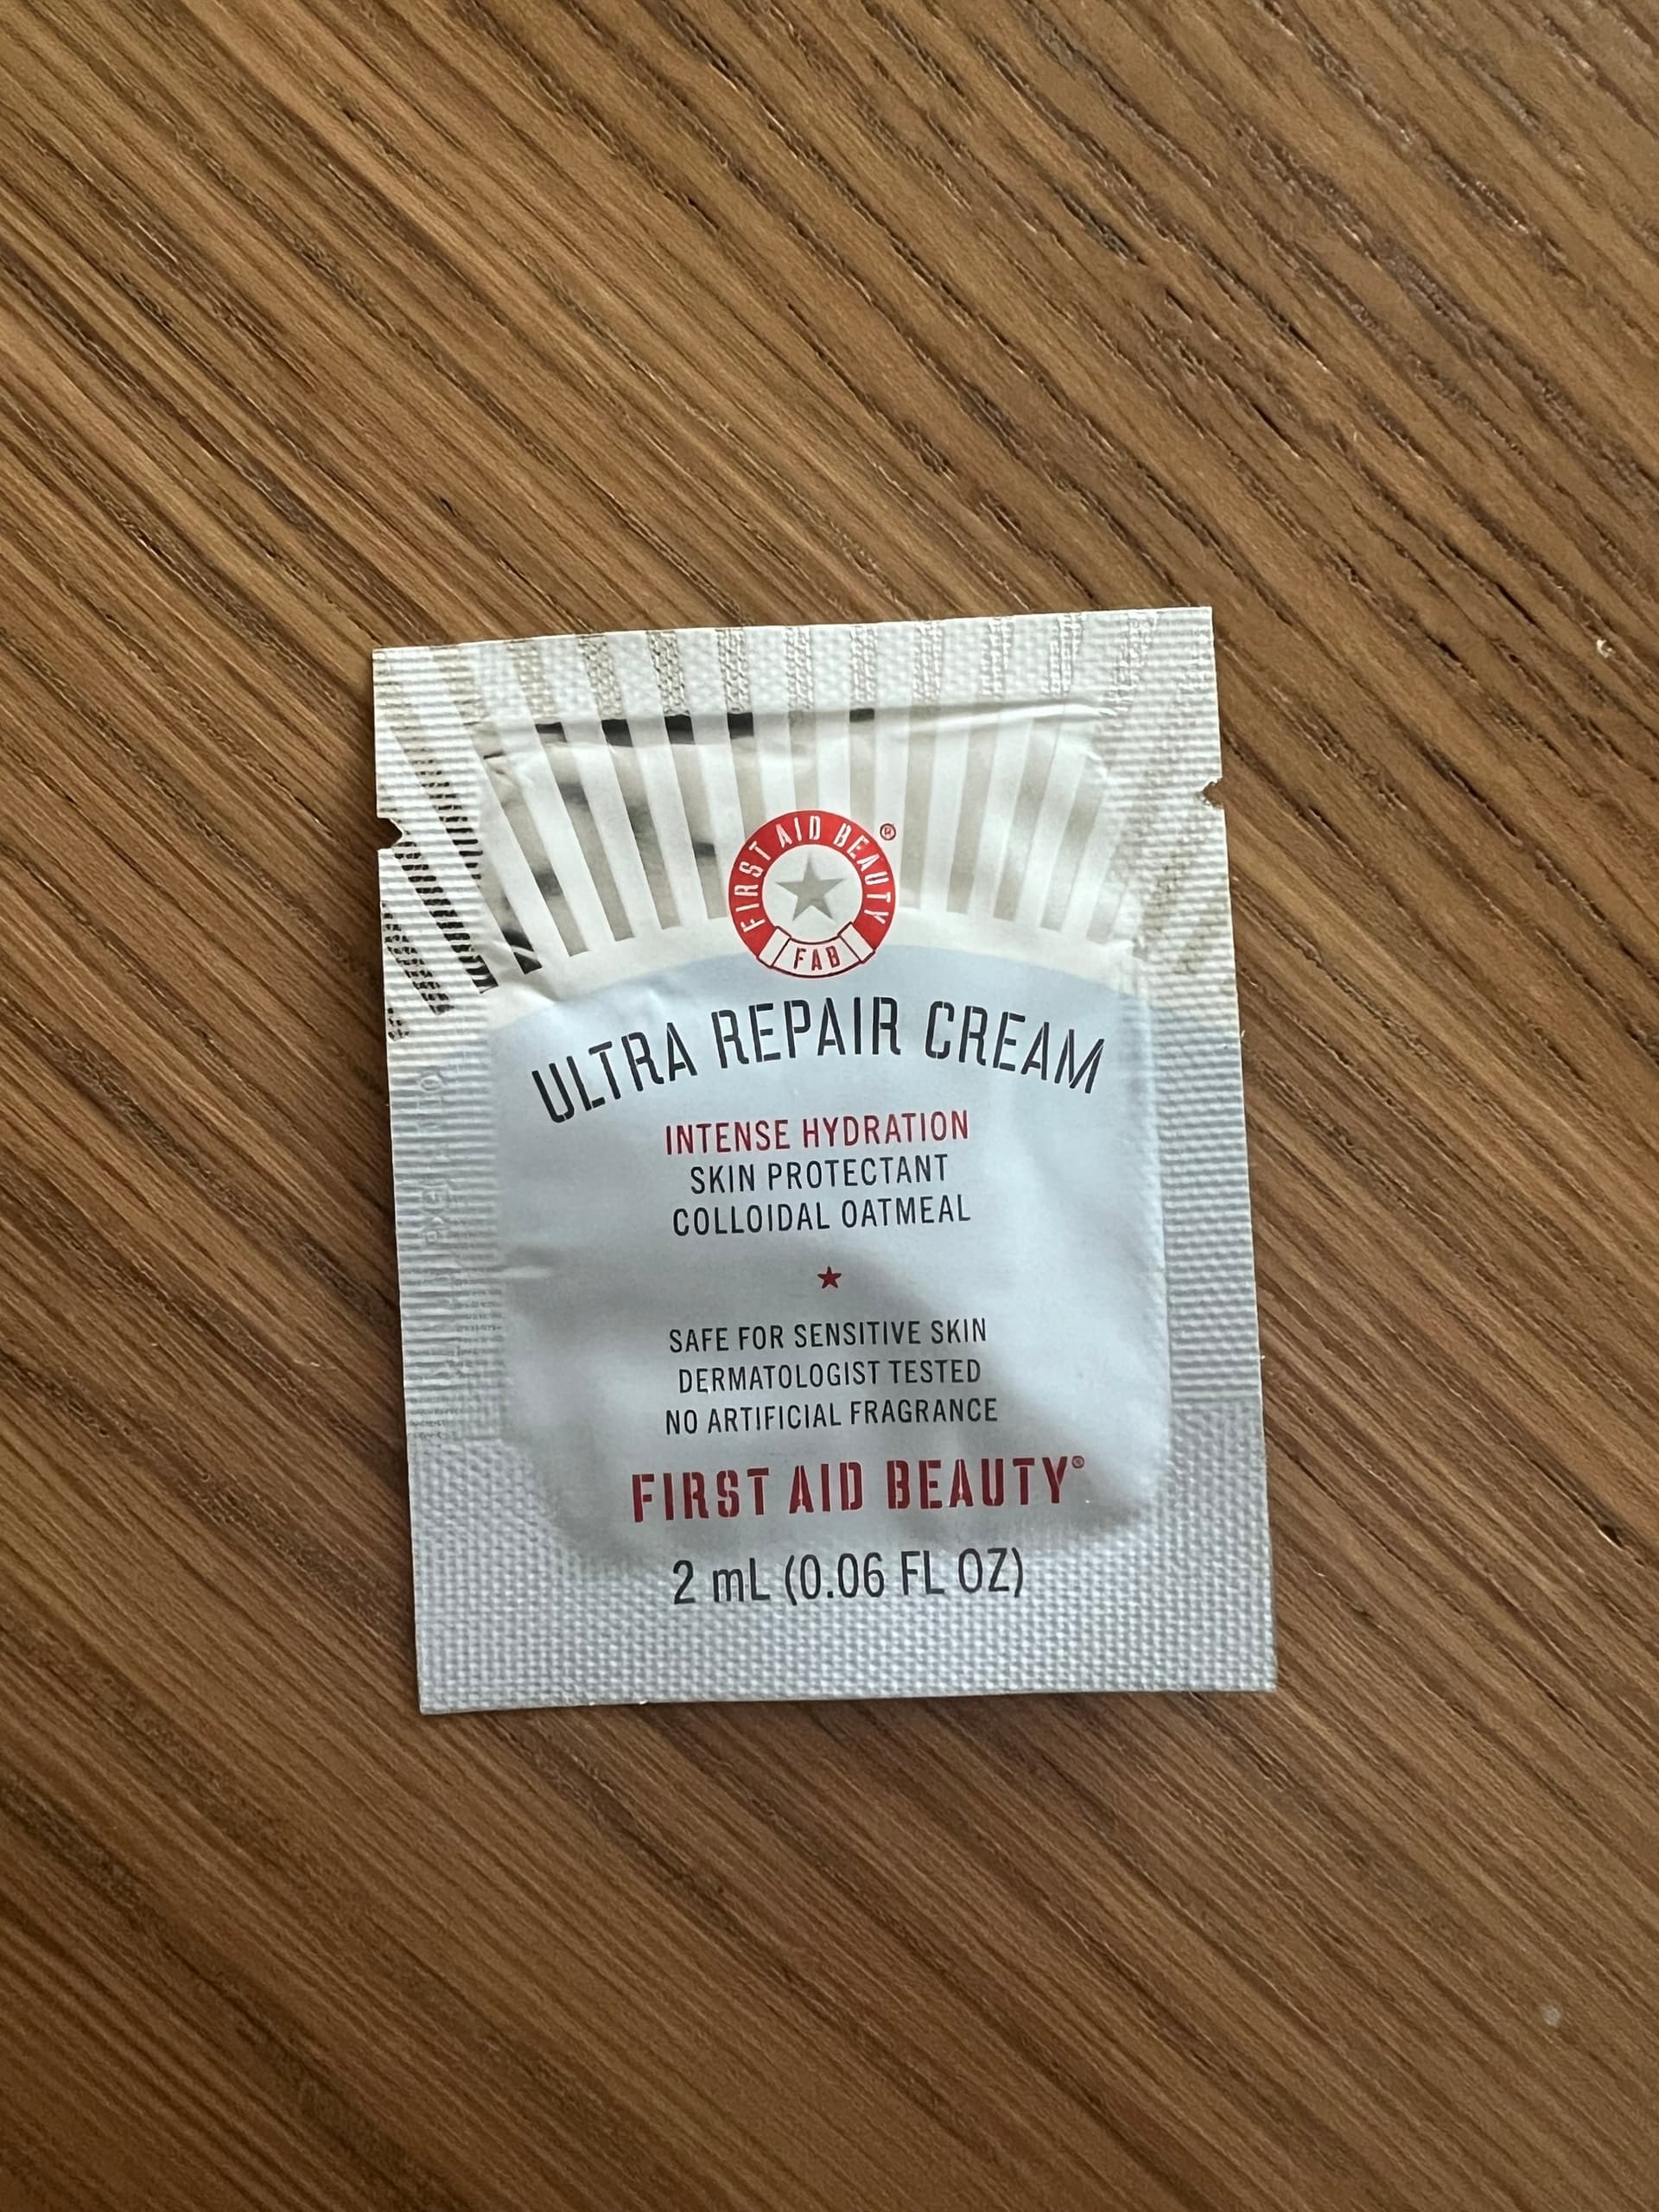 FIRST AID BEAUTY®
FAB
ULTRA REPAIR CREAM
INTENSE HYDRATION
SKIN PROTECTANT
COLLOIDAL OATMEAL
SAFE FOR SENSITIVE SKIN
DERMATOLOGIST TESTED
NO ARTIFICIAL FRAGRANCE
FIRST AID BEAUTY®
2 mL (0.06 FL OZ)